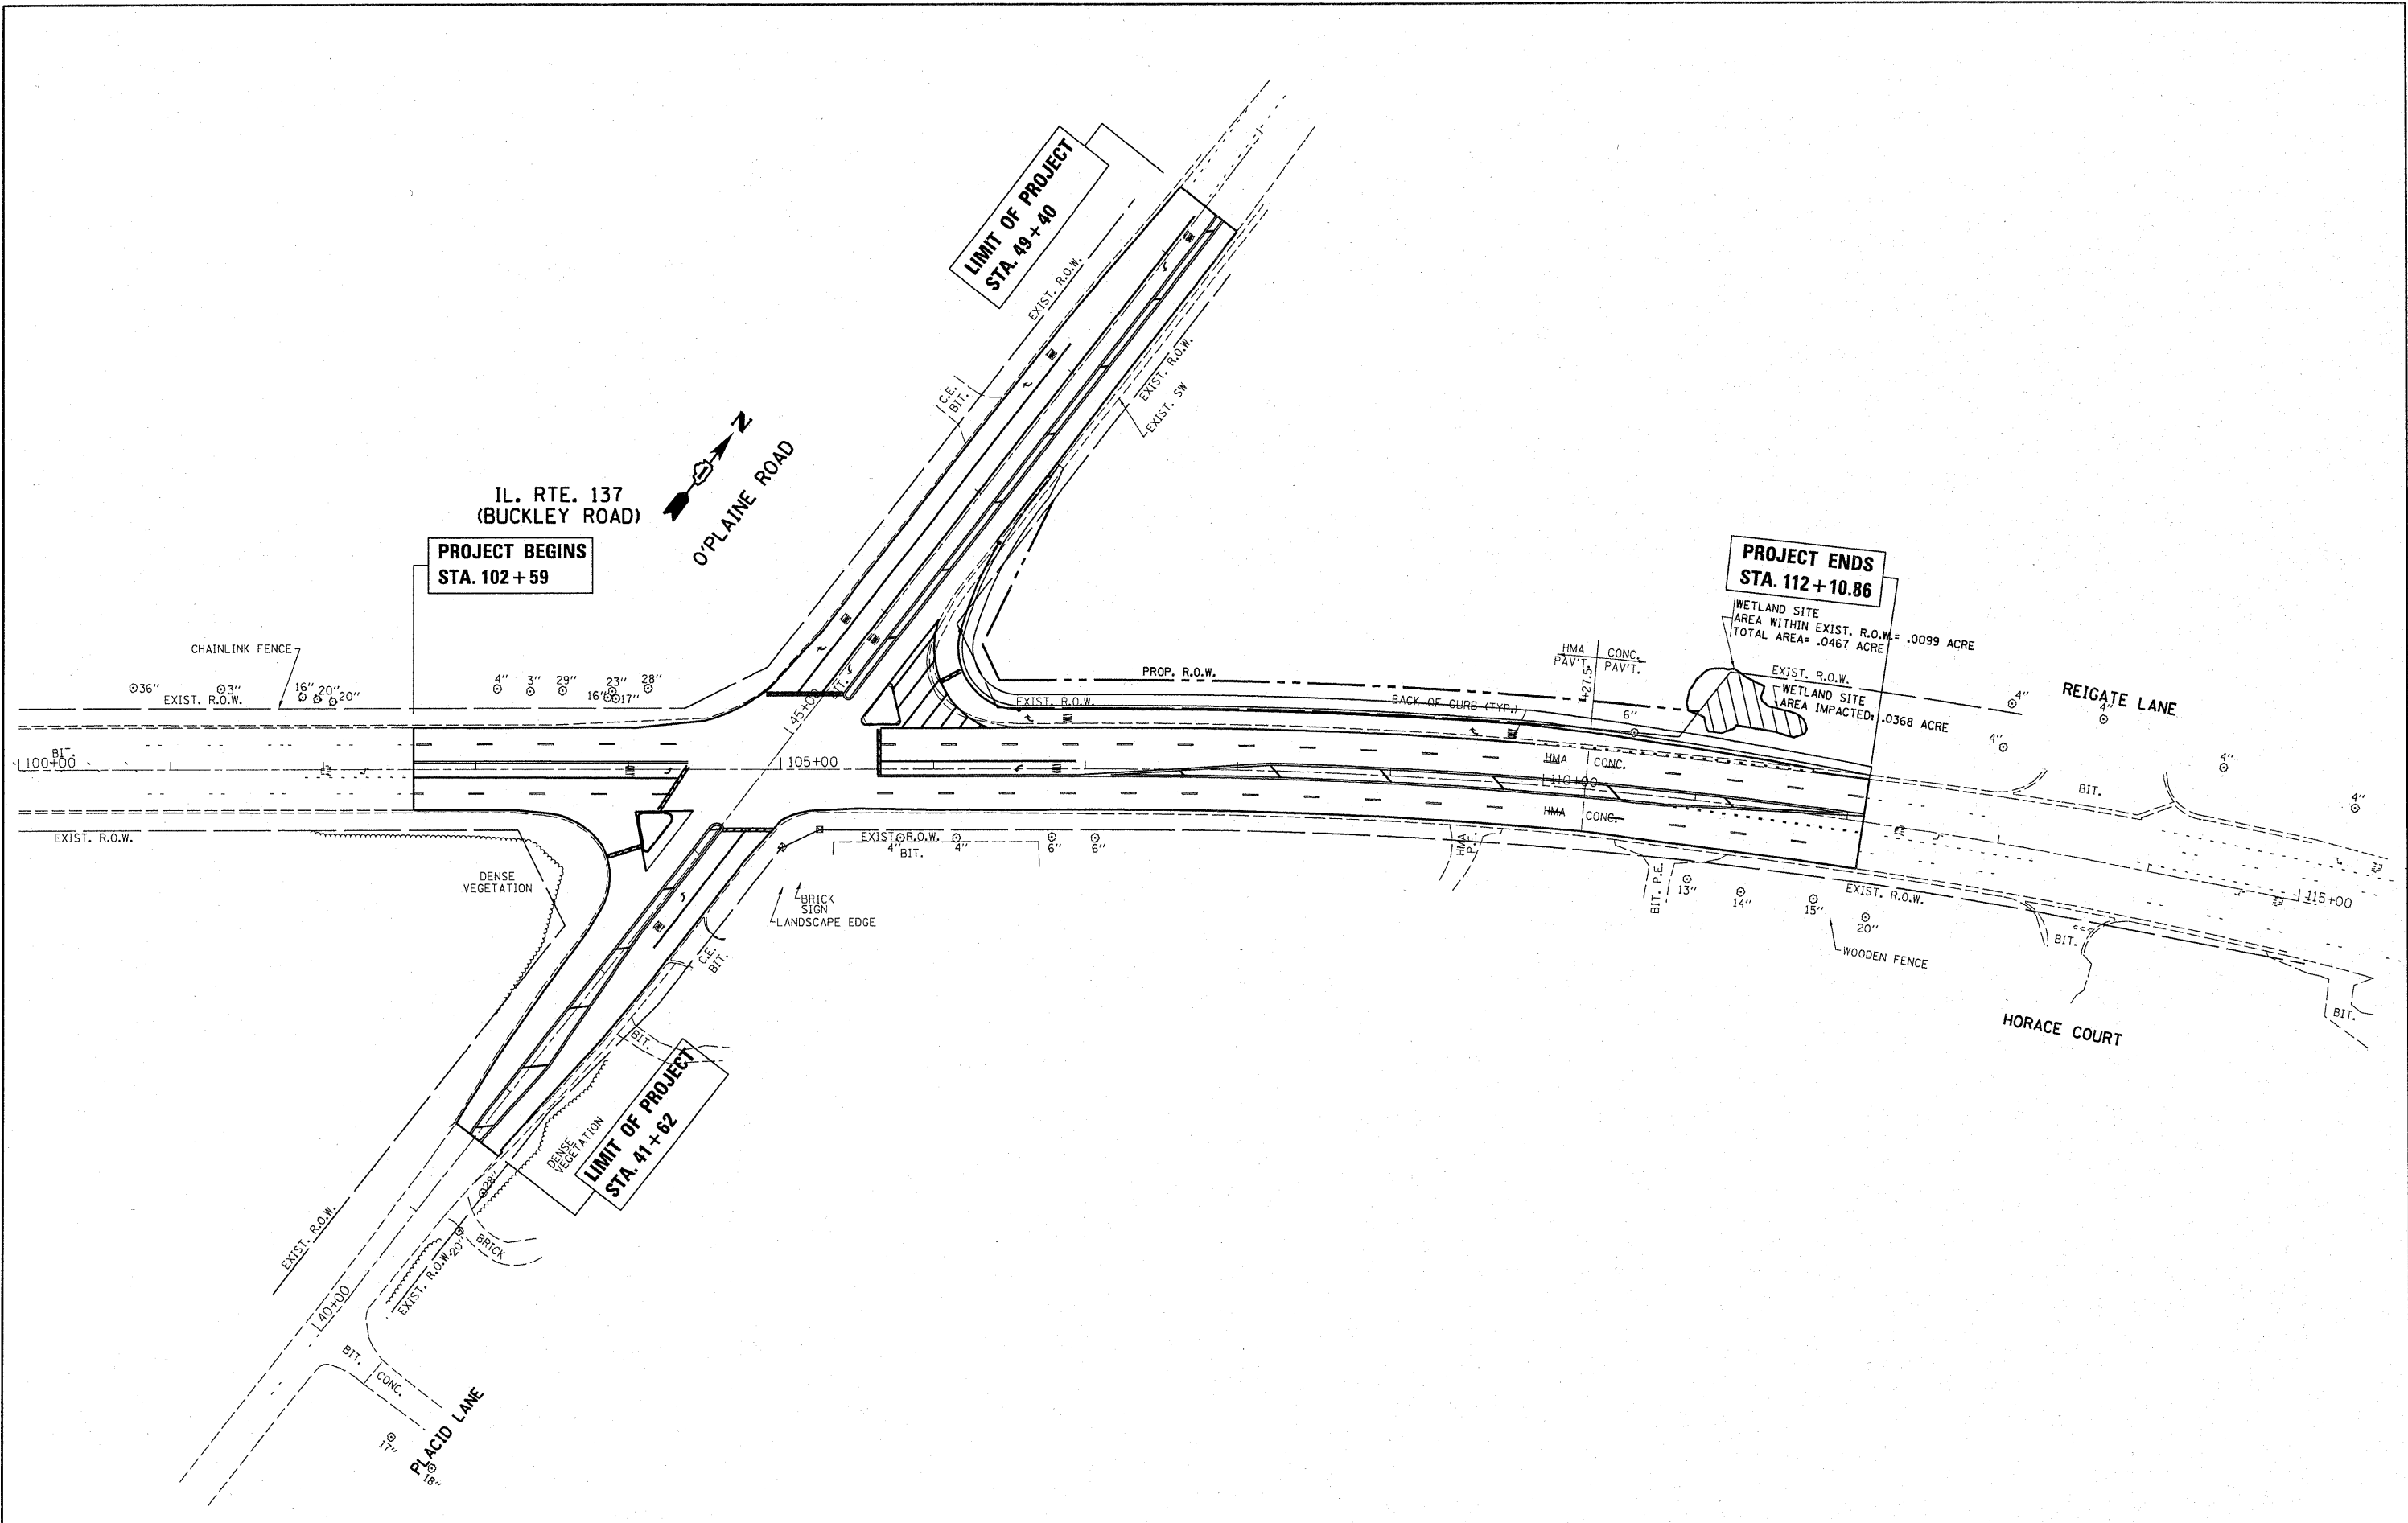 LIMIT OF PROJECT
STA. 49+40
EXIST. R.O.W.
EXIST. R.O.W.
EXIST. SW
C.E.
BIT.
N
O'PLAINE ROAD
IL. RTE. 137
(BUCKLEY ROAD)
PROJECT BEGINS
STA. 102+59
PROJECT ENDS
STA. 112+10.86
WETLAND SITE
AREA WITHIN EXIST. R.O.W.= .0099 ACRE
TOTAL AREA= .0467 ACRE
CHAINLINK FENCE
HMA
PAV'T.
CONC.
PAV'T.
+27.5
PROP. R.O.W.
EXIST. R.O.W.
WETLAND SITE
AREA IMPACTED: .0368 ACRE
REIGATE LANE
36"
3"
16"
20"
20"
4"
3"
29"
23"
16"
17"
28"
EXIST. R.O.W.
EXIST. R.O.W.
BACK OF CURB (TYP.)
6"
4"
4"
4"
4"
4"
BIT.
45+00
BIT.
100+00
105+00
HMA
CONC.
110+00
HMA
CONC.
BIT.
EXIST. R.O.W.
EXIST. R.O.W.
4"
BIT.
4"
6"
6"
HMA
P.E.
BIT. P.E.
13"
14"
15"
20"
EXIST. R.O.W.
115+00
DENSE
VEGETATION
BRICK
SIGN
LANDSCAPE EDGE
C.E.
BIT.
WOODEN FENCE
BIT.
BIT.
HORACE COURT
BIT.
LIMIT OF PROJECT
STA. 41+62
DENSE
VEGETATION
28"
20"
BRICK
EXIST. R.O.W.
EXIST. R.O.W.
40+00
BIT.
CONC.
PLACID LANE
17"
18"